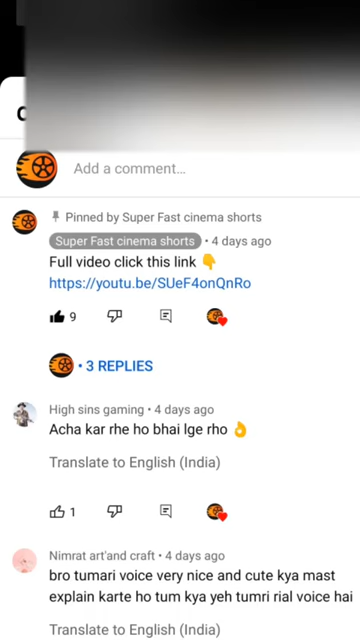 Add a comment...
Pinned by Super Fast cinema shorts
Super Fast cinema shorts • 4 days ago
Full video click this link 👇
https://youtu.be/SUeF4onQnRo
9
• 3 REPLIES
High sins gaming • 4 days ago
Acha kar rhe ho bhai lge rho 👌
Translate to English (India)
1
Nimrat art'and craft • 4 days ago
bro tumari voice very nice and cute kya mast
explain karte ho tum kya yeh tumri rial voice hai
Translate to English (India)